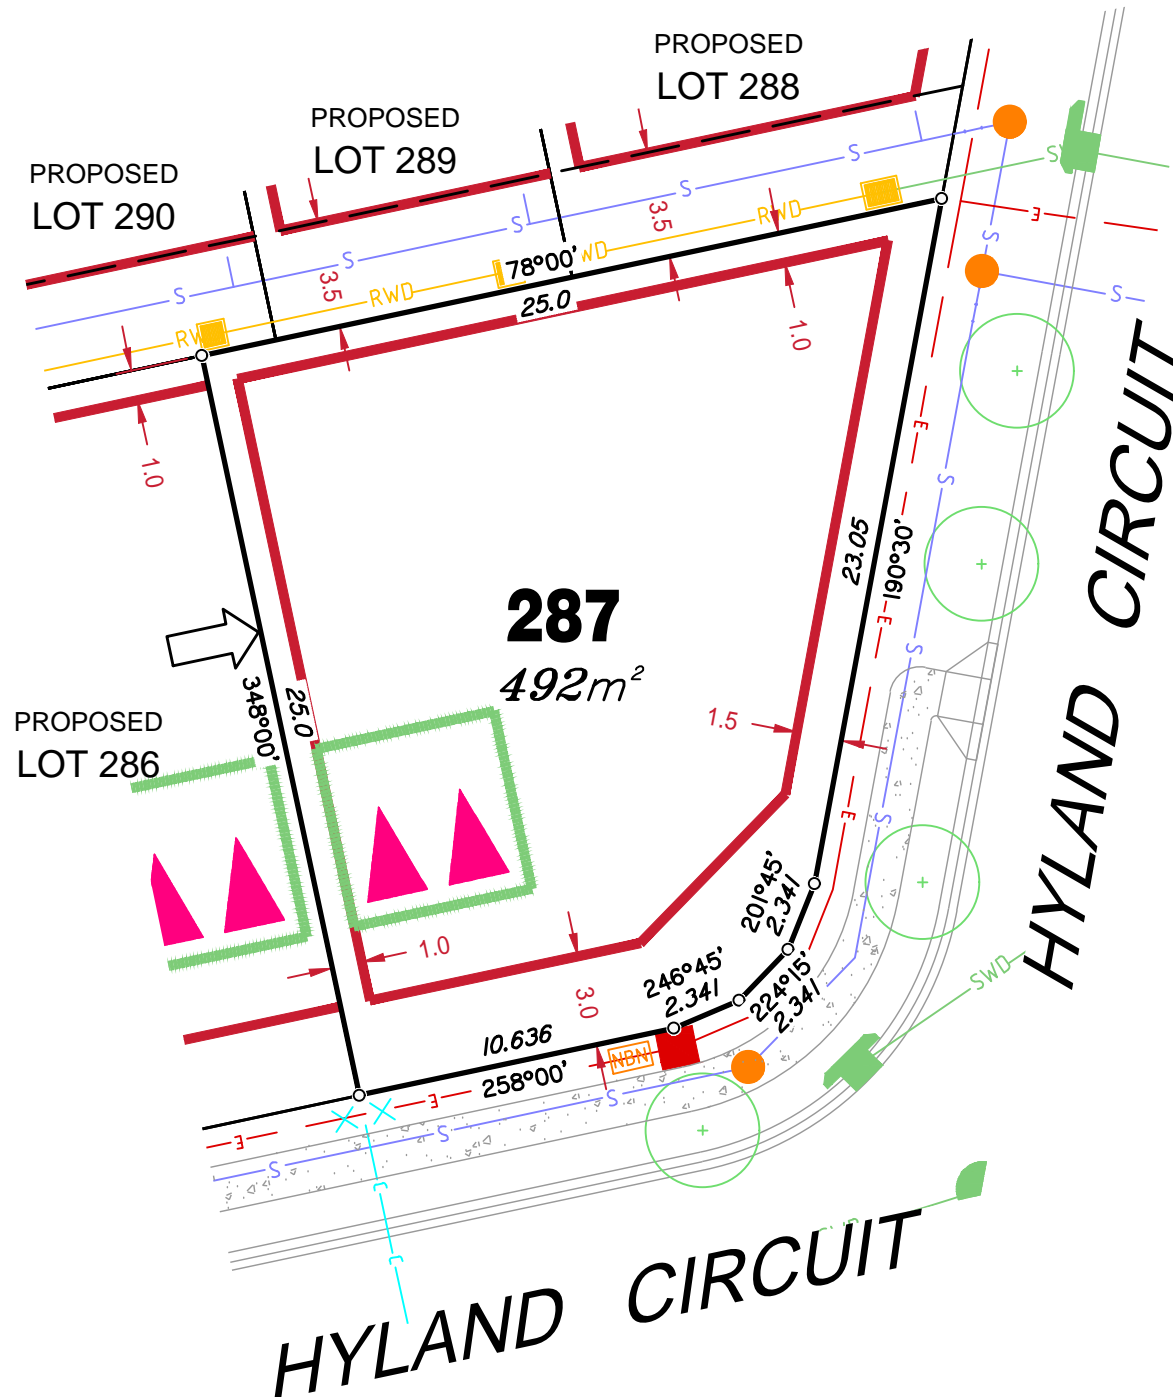 PROPOSED
LOT 288
PROPOSED
LOT 289
PROPOSED
LOT 290
S
S
S
S
S
SW
RWD
WD
RWD
RW
3.5
3.5
78°00'
25.0
1.0
1.0
E
S
S
E
S
23.05
190°30'
E
S
HYLAND CIRCUIT
287
492m²
348°00'
25.0
1.5
PROPOSED
LOT 286
E
S
201°45'
2.341
246°45'
2.341
224°15'
2.341
1.0
3.0
SWD
10.636
258°00'
NBN
E
S
E
S
S
C
C
HYLAND CIRCUIT